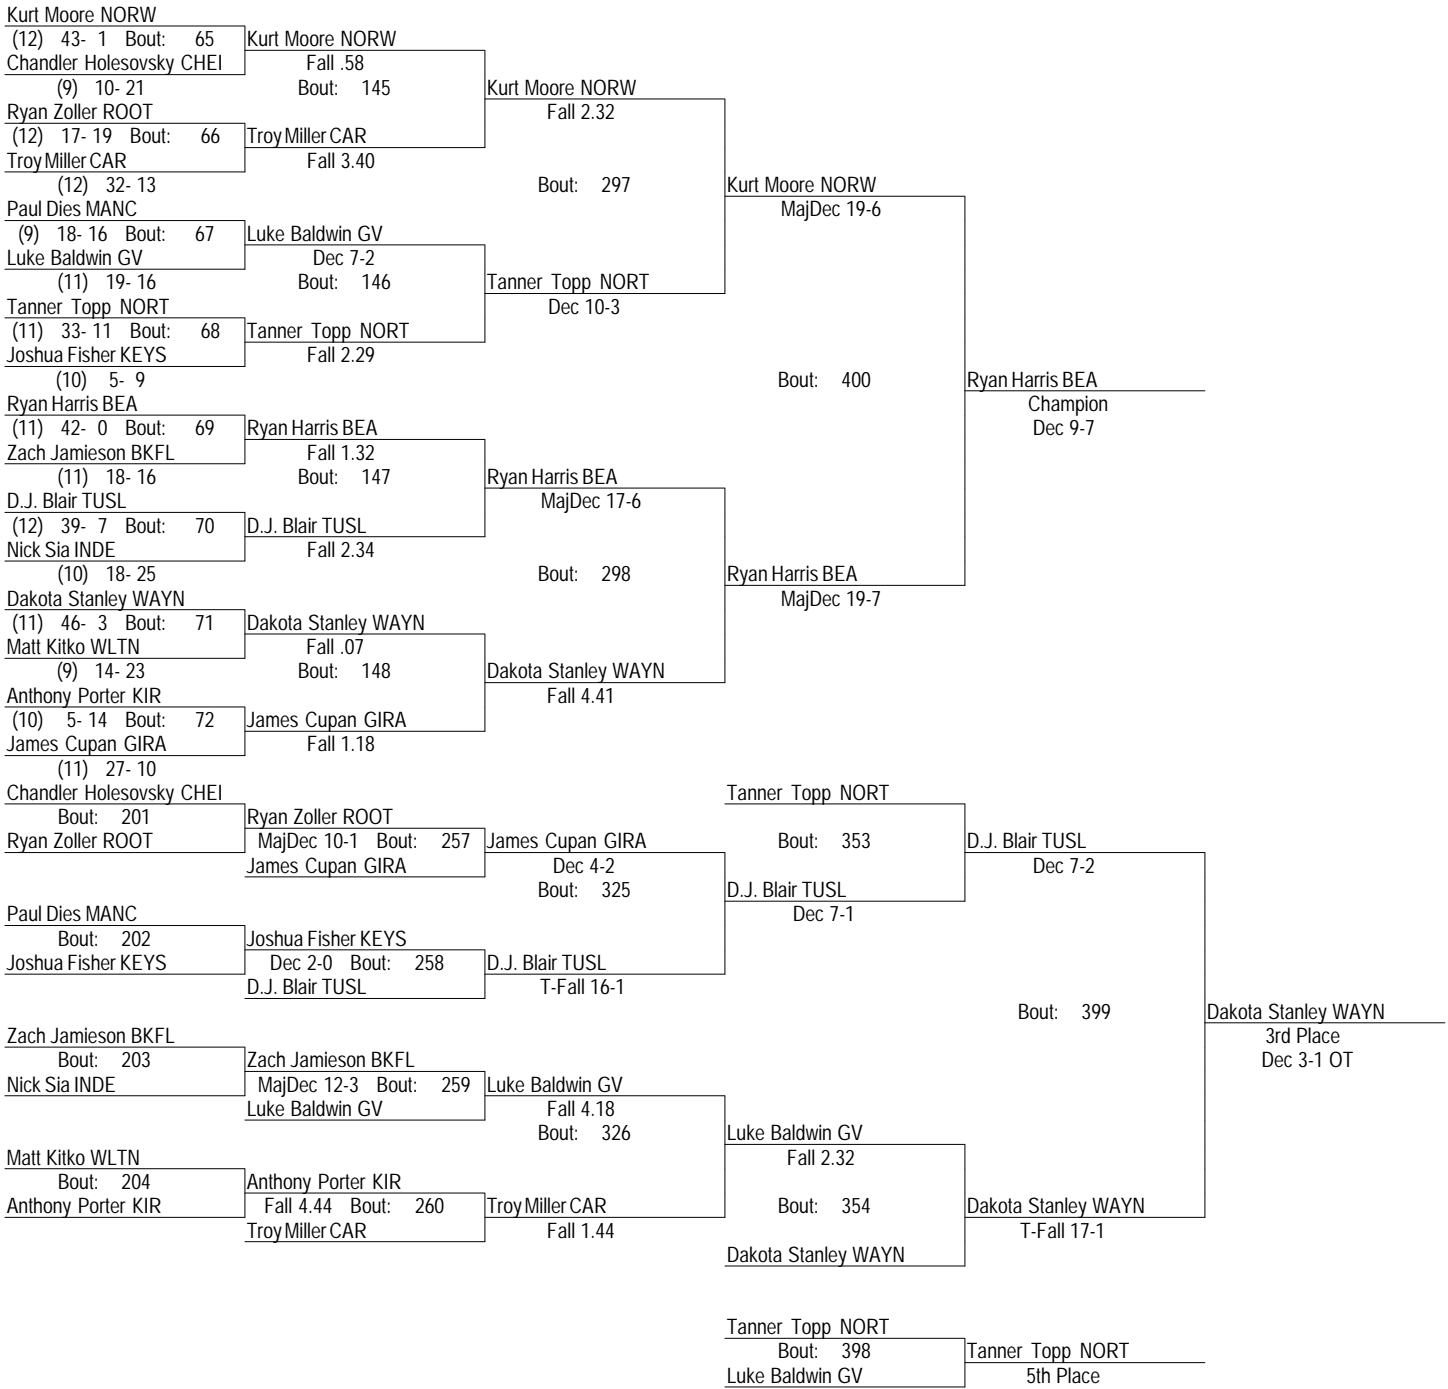 Kurt Moore NORW
(12) 43- 1 Bout: 65
Chandler Holesovsky CHEI
(9) 10- 21
Ryan Zoller ROOT
(12) 17- 19 Bout: 66
Troy Miller CAR
(12) 32- 13
Paul Dies MANC
(9) 18- 16 Bout: 67
Luke Baldwin GV
(11) 19- 16
Tanner Topp NORT
(11) 33- 11 Bout: 68
Joshua Fisher KEYS
(10) 5- 9
Ryan Harris BEA
(11) 42- 0 Bout: 69
Zach Jamieson BKFL
(11) 18- 16
D.J. Blair TUSL
(12) 39- 7 Bout: 70
Nick Sia INDE
(10) 18- 25
Dakota Stanley WAYN
(11) 46- 3 Bout: 71
Matt Kitko WLTN
(9) 14- 23
Anthony Porter KIR
(10) 5- 14 Bout: 72
James Cupan GIRA
(11) 27- 10
Kurt Moore NORW
Fall .58
Bout: 145
Troy Miller CAR
Fall 3.40
Luke Baldwin GV
Dec 7-2
Bout: 146
Tanner Topp NORT
Fall 2.29
Ryan Harris BEA
Fall 1.32
Bout: 147
D.J. Blair TUSL
Fall 2.34
Dakota Stanley WAYN
Fall .07
Bout: 148
James Cupan GIRA
Fall 1.18
Kurt Moore NORW
Fall 2.32
Bout: 297
Tanner Topp NORT
Dec 10-3
Ryan Harris BEA
MajDec 17-6
Bout: 298
Dakota Stanley WAYN
Fall 4.41
Kurt Moore NORW
MajDec 19-6
Bout: 400
Ryan Harris BEA
MajDec 19-7
Ryan Harris BEA
Champion
Dec 9-7
Chandler Holesovsky CHEI
Bout: 201
Ryan Zoller ROOT
Paul Dies MANC
Bout: 202
Joshua Fisher KEYS
Zach Jamieson BKFL
Bout: 203
Nick Sia INDE
Matt Kitko WLTN
Bout: 204
Anthony Porter KIR
Ryan Zoller ROOT
MajDec 10-1 Bout: 257
James Cupan GIRA
Joshua Fisher KEYS
Dec 2-0 Bout: 258
D.J. Blair TUSL
Zach Jamieson BKFL
MajDec 12-3 Bout: 259
Luke Baldwin GV
Anthony Porter KIR
Fall 4.44 Bout: 260
Troy Miller CAR
James Cupan GIRA
Dec 4-2
Bout: 325
D.J. Blair TUSL
T-Fall 16-1
Luke Baldwin GV
Fall 4.18
Bout: 326
Troy Miller CAR
Fall 1.44
Tanner Topp NORT
Bout: 353
D.J. Blair TUSL
Dec 7-1
Luke Baldwin GV
Fall 2.32
Bout: 354
Dakota Stanley WAYN
D.J. Blair TUSL
Dec 7-2
Bout: 399
Dakota Stanley WAYN
T-Fall 17-1
Dakota Stanley WAYN
3rd Place
Dec 3-1 OT
Tanner Topp NORT
Bout: 398
Luke Baldwin GV
Tanner Topp NORT
5th Place